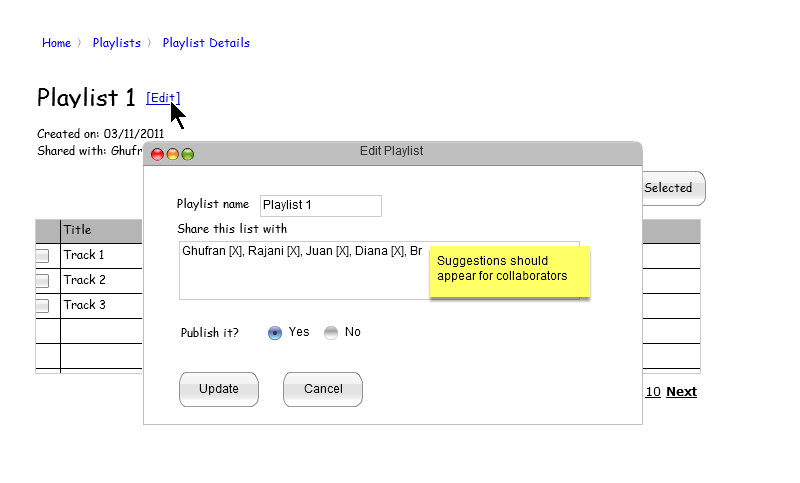 Home 〉 Playlists 〉 Playlist Details
Playlist 1 [Edit]
Created on: 03/11/2011
Shared with:
Edit Playlist
Selected
Playlist name Playlist 1
Share this list with
Ghufran [X], Rajani [X], Juan [X], Diana [X], Br
Suggestions should
appear for collaborators
Title
Track 1
Track 2
Track 3
Publish it? Yes No
Update Cancel
10 Next